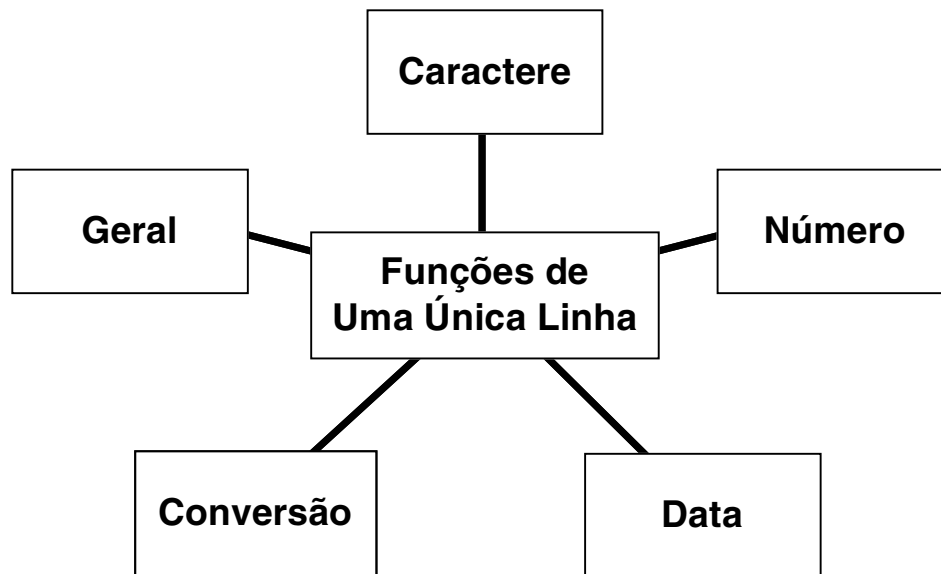 Caractere
Geral
Número
Funções de
Uma Única Linha
Conversão
Data